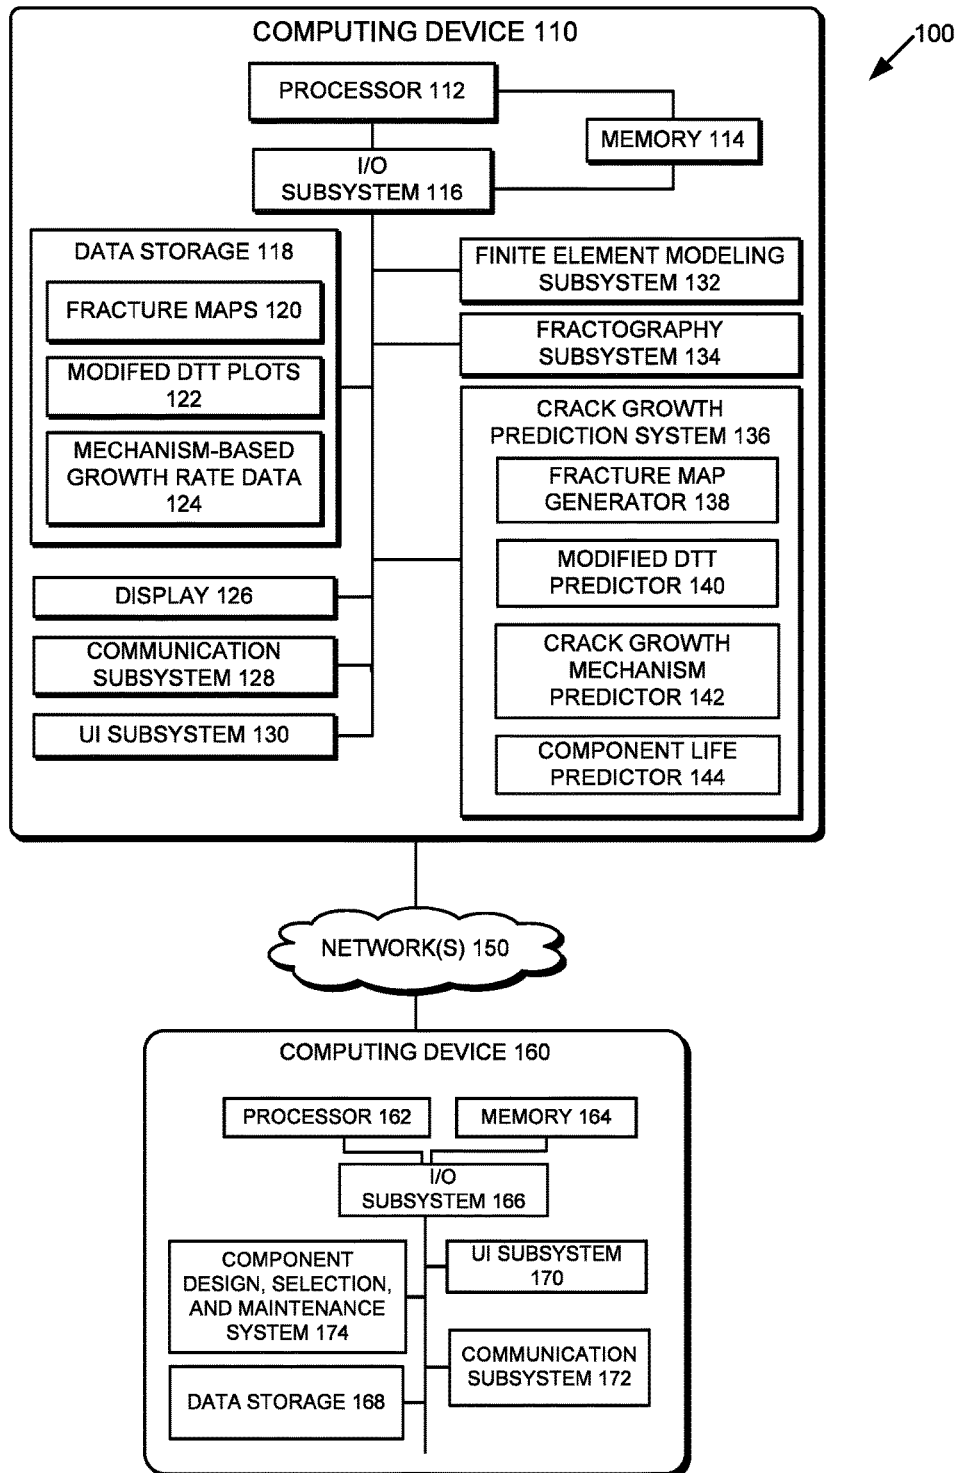 COMPUTING DEVICE 110
100
PROCESSOR 112
MEMORY 114
I/O
SUBSYSTEM 116
DATA STORAGE 118
FRACTURE MAPS 120
MODIFED DTT PLOTS
122
MECHANISM-BASED
GROWTH RATE DATA
124
DISPLAY 126
COMMUNICATION
SUBSYSTEM 128
UI SUBSYSTEM 130
FINITE ELEMENT MODELING
SUBSYSTEM 132
FRACTOGRAPHY
SUBSYSTEM 134
CRACK GROWTH
PREDICTION SYSTEM 136
FRACTURE MAP
GENERATOR 138
MODIFIED DTT
PREDICTOR 140
CRACK GROWTH
MECHANISM
PREDICTOR 142
COMPONENT LIFE
PREDICTOR 144
NETWORK(S) 150
COMPUTING DEVICE 160
PROCESSOR 162
MEMORY 164
I/O
SUBSYSTEM 166
COMPONENT
DESIGN, SELECTION,
AND MAINTENANCE
SYSTEM 174
DATA STORAGE 168
UI SUBSYSTEM
170
COMMUNICATION
SUBSYSTEM 172